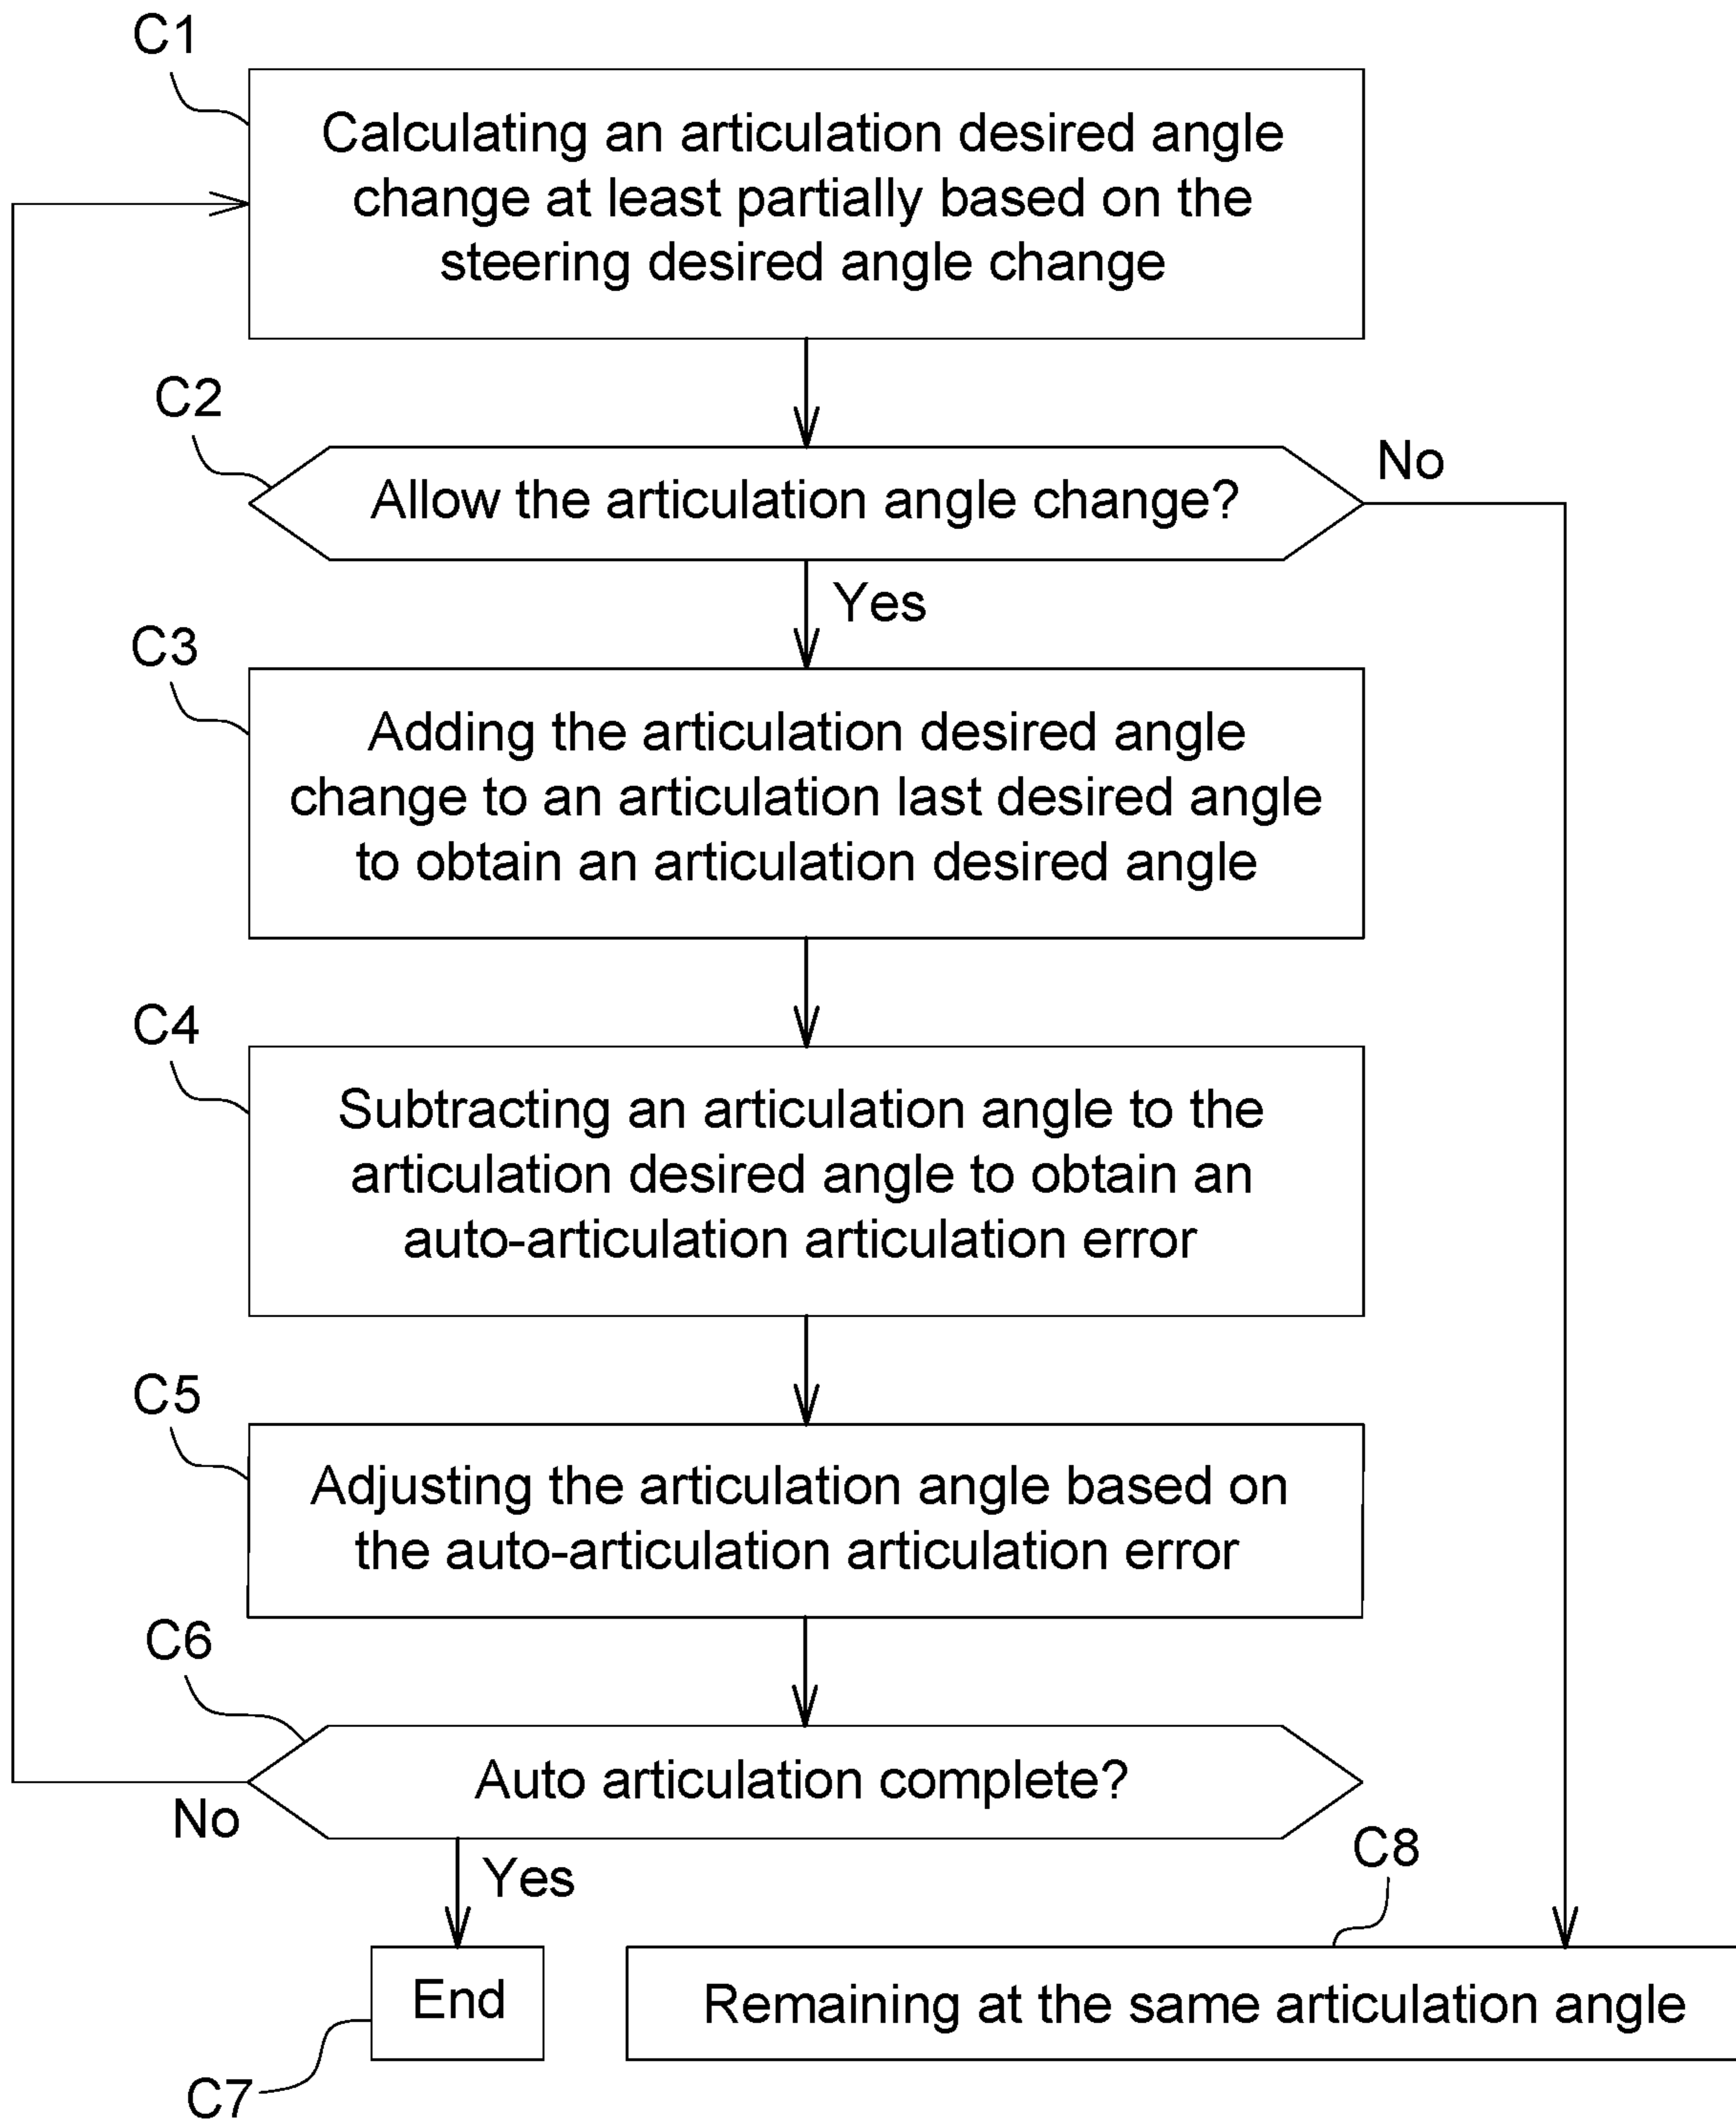 C1
Calculating an articulation desired angle
change at least partially based on the
steering desired angle change
C2
Allow the articulation angle change?
No
Yes
C3
Adding the articulation desired angle
change to an articulation last desired angle
to obtain an articulation desired angle
C4
Subtracting an articulation angle to the
articulation desired angle to obtain an
auto-articulation articulation error
C5
Adjusting the articulation angle based on
the auto-articulation articulation error
C6
Auto articulation complete?
No
Yes
C8
End
Remaining at the same articulation angle
C7